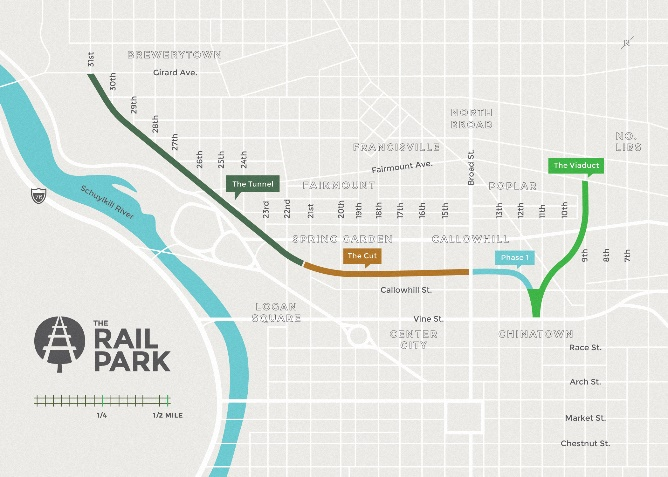 31st
BREWERYTOWN
Girard Ave.
N
30th
29th
28th
27th
26th
25th
24th
NORTH
BROAD
NO.
LIBS
FRANCISVILLE
Fairmount Ave.
Broad St.
The Viaduct
The Tunnel
FAIRMOUNT
POPLAR
76
Schuylkill River
23rd
22nd
21st
20th
19th
18th
17th
16th
15th
13th
12th
11th
10th
9th
8th
7th
SPRING GARDEN
CALLOWHILL
The Cut
Phase 1
Callowhill St.
LOGAN
SQUARE
Vine St.
CENTER
CITY
CHINATOWN
Race St.
THE
RAIL
PARK
Arch St.
1/4
1/2 MILE
Market St.
Chestnut St.